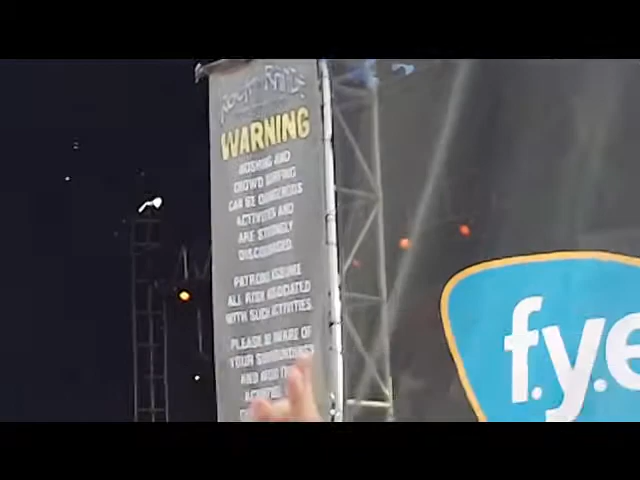 WARNING
MOSHING AND
CROWD SURFING
CAN BE DANGEROUS
ACTIVITIES AND
ARE STRONGLY
DISCOURAGED.
PATRONS ASSUME
ALL RISK ASSOCIATED
WITH SUCH ACTIVITIES.
PLEASE BE AWARE OF
YOUR SURROUNDINGS
AND
f.y.e